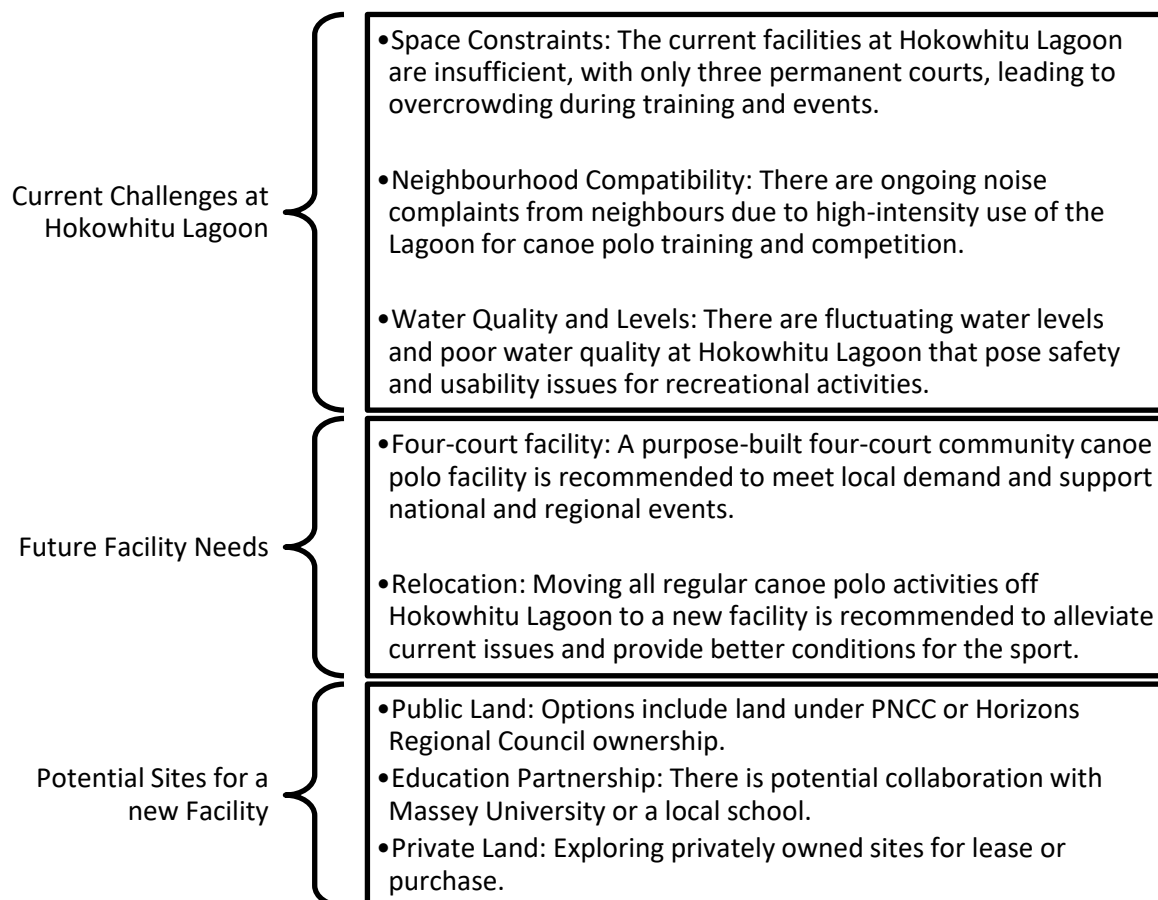 Current Challenges at
Hokowhitu Lagoon
•Space Constraints: The current facilities at Hokowhitu Lagoon
are insufficient, with only three permanent courts, leading to
overcrowding during training and events.
•Neighbourhood Compatibility: There are ongoing noise
complaints from neighbours due to high-intensity use of the
Lagoon for canoe polo training and competition.
•Water Quality and Levels: There are fluctuating water levels
and poor water quality at Hokowhitu Lagoon that pose safety
and usability issues for recreational activities.
Future Facility Needs
•Four-court facility: A purpose-built four-court community canoe
polo facility is recommended to meet local demand and support
national and regional events.
•Relocation: Moving all regular canoe polo activities off
Hokowhitu Lagoon to a new facility is recommended to alleviate
current issues and provide better conditions for the sport.
Potential Sites for a
new Facility
•Public Land: Options include land under PNCC or Horizons
Regional Council ownership.
•Education Partnership: There is potential collaboration with
Massey University or a local school.
•Private Land: Exploring privately owned sites for lease or
purchase.